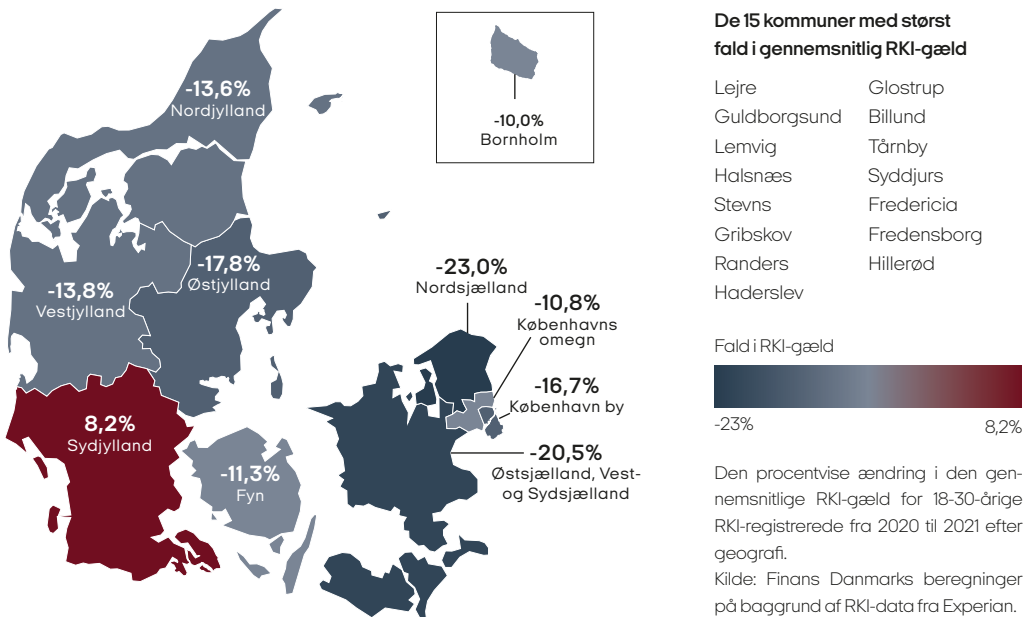 -13,6%
Nordjylland
-10,0%
Bornholm
-17,8%
Østjylland
-13,8%
Vestjylland
-23,0%
Nordsjælland
-10,8%
Københavns
omegn
-16,7%
København by
8,2%
Sydjylland
-11,3%
Fyn
-20,5%
Østsjælland, Vest-
og Sydsjælland
De 15 kommuner med størst
fald i gennemsnitlig RKI-gæld
Lejre
Guldborgsund
Lemvig
Halsnæs
Stevns
Gribskov
Randers
Haderslev
Glostrup
Billund
Tårnby
Syddjurs
Fredericia
Fredensborg
Hillerød
Fald i RKI-gæld
-23%
8,2%
Den procentvise ændring i den gen-
nemsnitlige RKI-gæld for 18-30-årige
RKI-registrerede fra 2020 til 2021 efter
geografi.
Kilde: Finans Danmarks beregninger
på baggrund af RKI-data fra Experian.